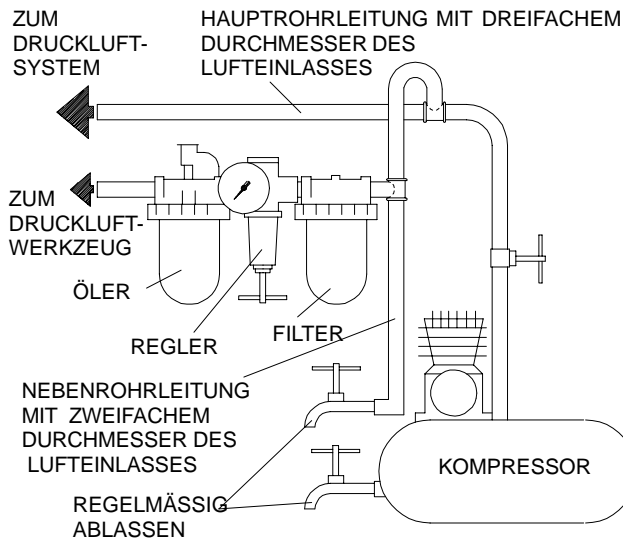 ZUM
DRUCKLUFT-
SYSTEM
HAUPTROHRLEITUNG MIT DREIFACHEM
DURCHMESSER DES
LUFTEINLASSES
ZUM
DRUCKLUFT-
WERKZEUG
ÖLER
REGLER
FILTER
NEBENROHRLEITUNG
MIT ZWEIFACHEM
DURCHMESSER DES
LUFTEINLASSES
KOMPRESSOR
REGELMÄSSIG
ABLASSEN